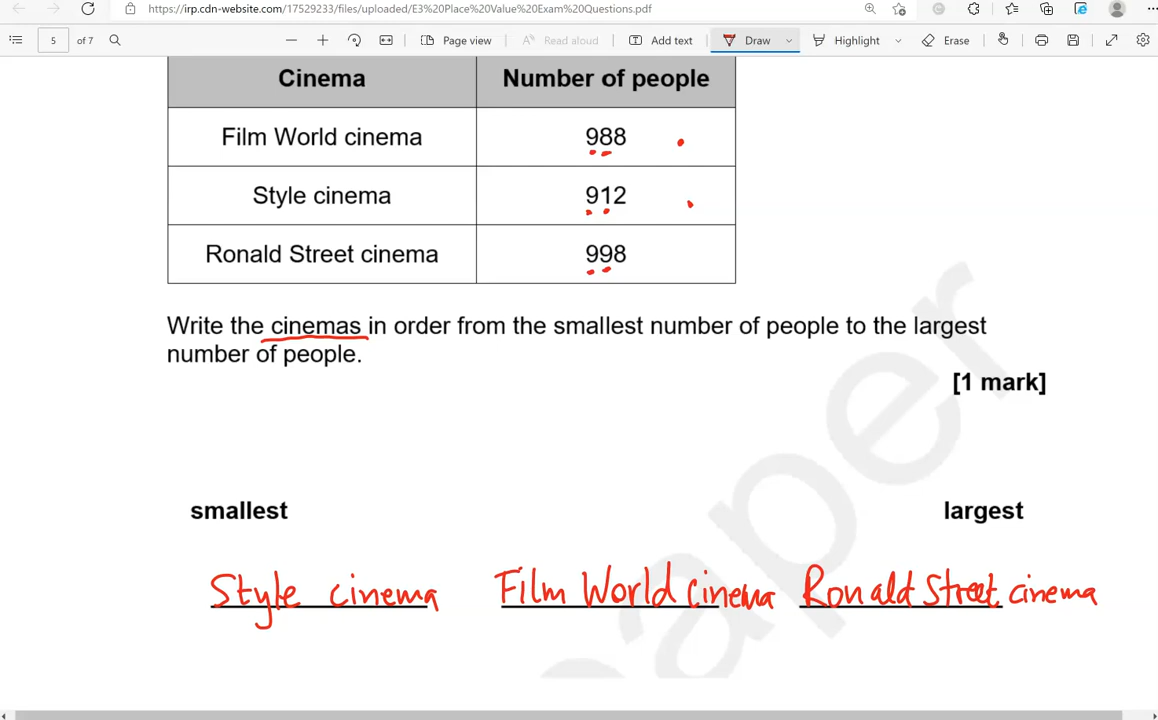 https://irp.cdn-website.com/17529233/files/uploaded/E3%20Place%20Value%20Exam%20Questions.pdf
5 of 7 Page view Read aloud Add text Draw Highlight Erase
Cinema Number of people
Film World cinema 988
Style cinema 912
Ronald Street cinema 998
Write the cinemas in order from the smallest number of people to the largest
number of people.
[1 mark]
smallest largest
Style cinema Film World cinema Ronald Street cinema